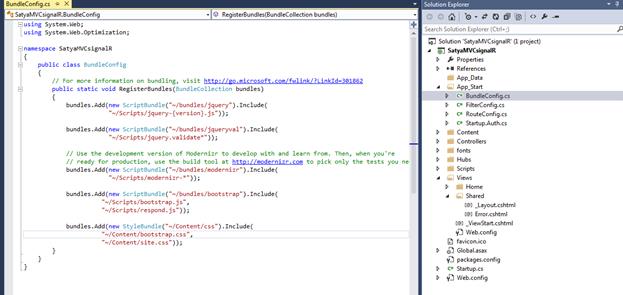 BundleConfig.cs
SatyaMVCsignalR.BundleConfig
RegisterBundles(BundleCollection bundles)
using System.Web;
using System.Web.Optimization;
namespace SatyaMVCsignalR
{
public class BundleConfig
{
// For more information on bundling, visit http://go.microsoft.com/fwlink/?LinkId=301862
public static void RegisterBundles(BundleCollection bundles)
{
bundles.Add(new ScriptBundle("~/bundles/jquery").Include(
"~/Scripts/jquery-{version}.js"));
bundles.Add(new ScriptBundle("~/bundles/jqueryval").Include(
"~/Scripts/jquery.validate*"));
// Use the development version of Modernizr to develop with and learn from. Then, when you're
// ready for production, use the build tool at http://modernizr.com to pick only the tests you ne
bundles.Add(new ScriptBundle("~/bundles/modernizr").Include(
"~/Scripts/modernizr-*"));
bundles.Add(new ScriptBundle("~/bundles/bootstrap").Include(
"~/Scripts/bootstrap.js",
"~/Scripts/respond.js"));
bundles.Add(new StyleBundle("~/Content/css").Include(
"~/Content/bootstrap.css",
"~/Content/site.css"));
}
}
}
Solution Explorer
Search Solution Explorer (Ctrl+;)
Solution 'SatyaMVCsignalR' (1 project)
SatyaMVCsignalR
Properties
References
App_Data
App_Start
BundleConfig.cs
FilterConfig.cs
RouteConfig.cs
Startup.Auth.cs
Content
Controllers
fonts
Hubs
Scripts
Views
Home
Shared
_Layout.cshtml
Error.cshtml
_ViewStart.cshtml
Web.config
favicon.ico
Global.asax
packages.config
Startup.cs
Web.config